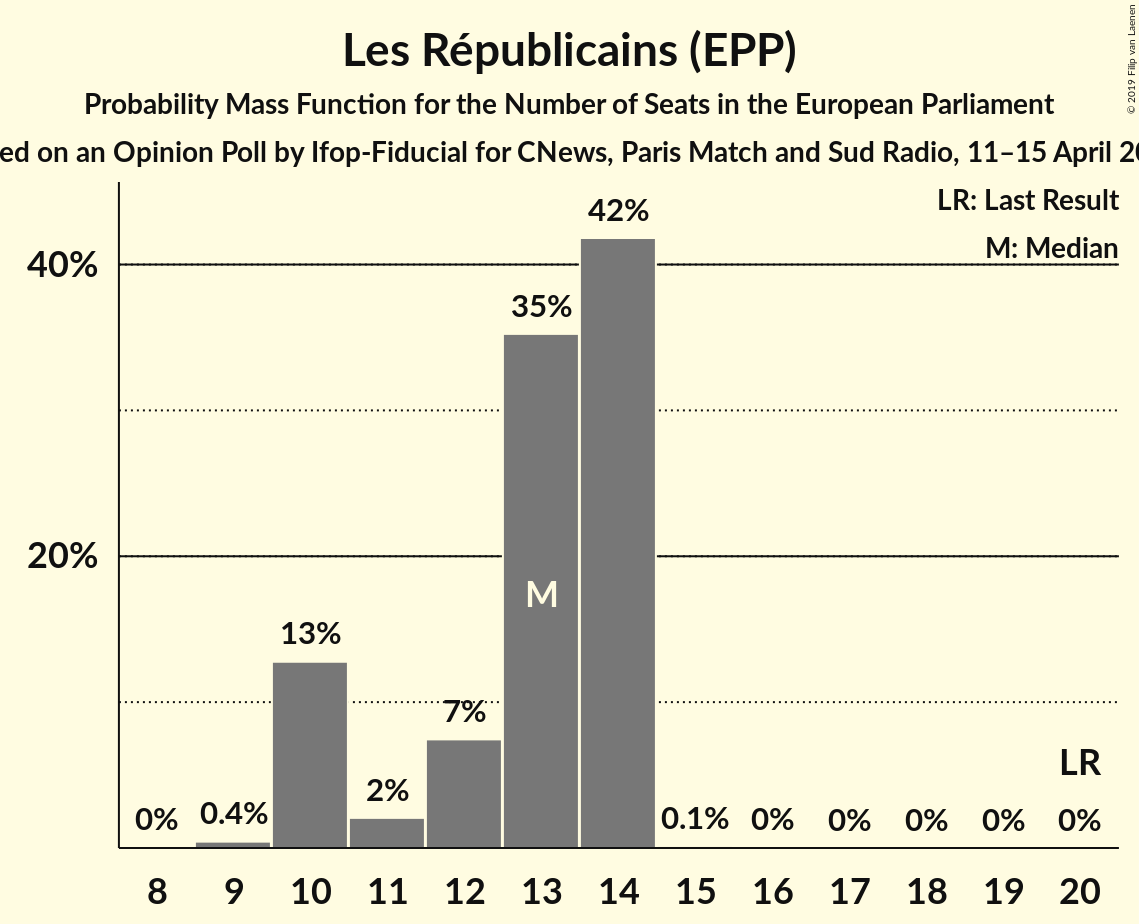 Les Républicains (EPP)
Probability Mass Function for the Number of Seats in the European Parliament
ed on an Opinion Poll by Ifop-Fiducial for CNews, Paris Match and Sud Radio, 11–15 April 20
© 2019 Filip van Laenen
LR: Last Result
M: Median
40%
20%
0%
0.4%
13%
2%
7%
35%
42%
0.1%
0%
0%
0%
0%
0%
M
LR
8 9 10 11 12 13 14 15 16 17 18 19 20